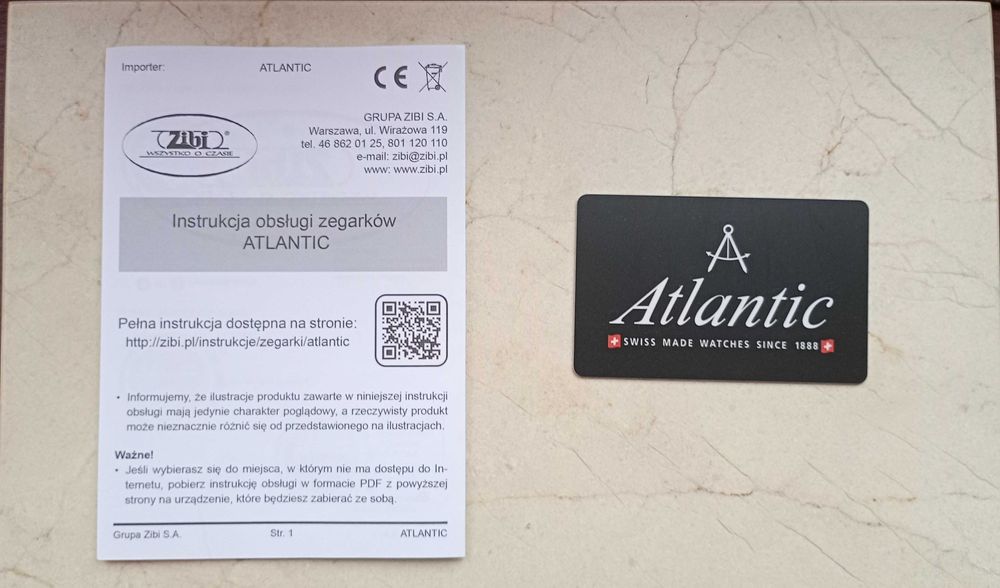 Importer:
ATLANTIC
CE
Zibi®
WSZYSTKO O CZASIE
GRUPA ZIBI S.A.
Warszawa, ul. Wirażowa 119
tel. 46 862 01 25, 801 120 110
e-mail: zibi@zibi.pl
www: www.zibi.pl
Instrukcja obsługi zegarków
ATLANTIC
Pełna instrukcja dostępna na stronie:
http://zibi.pl/instrukcje/zegarki/atlantic
• Informujemy, że ilustracje produktu zawarte w niniejszej instrukcji
obsługi mają jedynie charakter poglądowy, a rzeczywisty produkt
może nieznacznie różnić się od przedstawionego na ilustracjach.
Ważne!
• Jeśli wybierasz się do miejsca, w którym nie ma dostępu do In-
ternetu, pobierz instrukcję obsługi w formacie PDF z powyższej
strony na urządzenie, które będziesz zabierać ze sobą.
Grupa Zibi S.A.
Str. 1
ATLANTIC
Atlantic
SWISS MADE WATCHES SINCE 1888